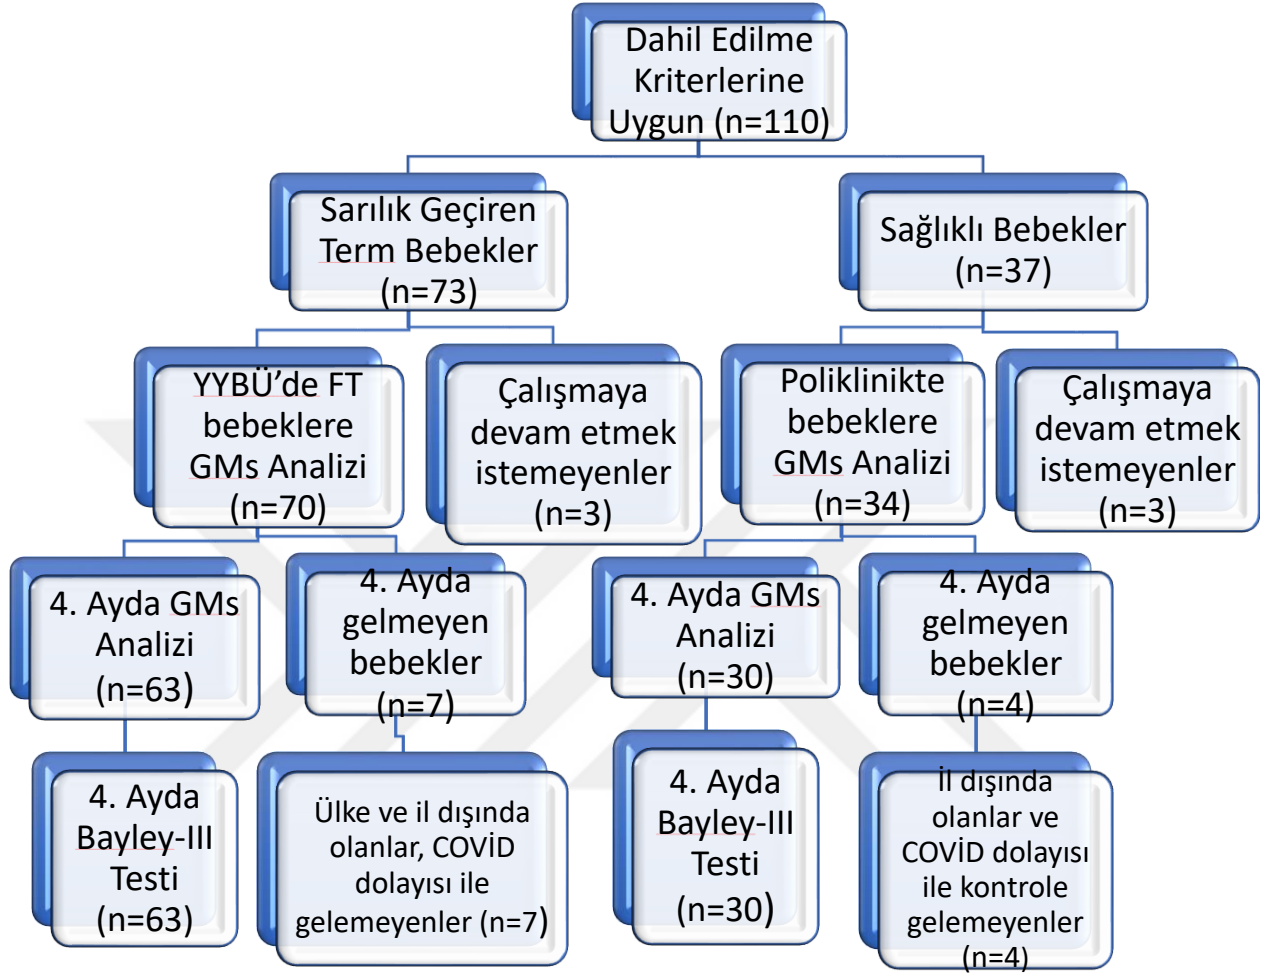 Dahil Edilme
Kriterlerine
Uygun (n=110)
Sarılık Geçiren
Term Bebekler
(n=73)
Sağlıklı Bebekler
(n=37)
YYBÜ’de FT
bebeklere
GMs Analizi
(n=70)
Çalışmaya
devam etmek
istemeyenler
(n=3)
Poliklinikte
bebeklere
GMs Analizi
(n=34)
Çalışmaya
devam etmek
istemeyenler
(n=3)
4. Ayda GMs
Analizi
(n=63)
4. Ayda
gelmeyen
bebekler
(n=7)
4. Ayda GMs
Analizi
(n=30)
4. Ayda
gelmeyen
bebekler
(n=4)
4. Ayda
Bayley-III
Testi
(n=63)
Ülke ve il dışında
olanlar, COVİD
dolayısı ile
gelemeyenler (n=7)
4. Ayda
Bayley-III
Testi
(n=30)
İl dışında
olanlar ve
COVİD dolayısı
ile kontrole
gelemeyenler
(n=4)